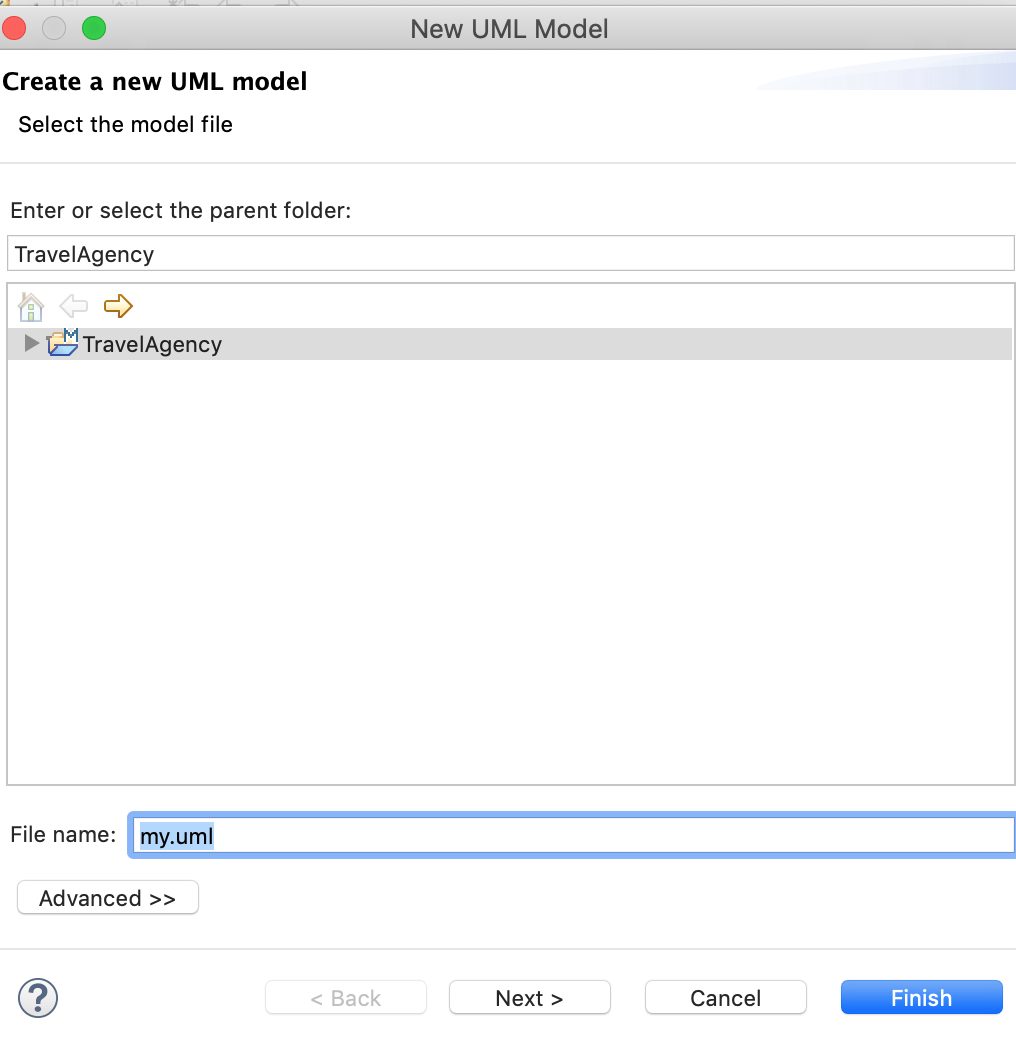 New UML Model
Create a new UML model
Select the model file
Enter or select the parent folder:
TravelAgency
TravelAgency
File name: my.uml
Advanced >>
? < Back Next > Cancel Finish